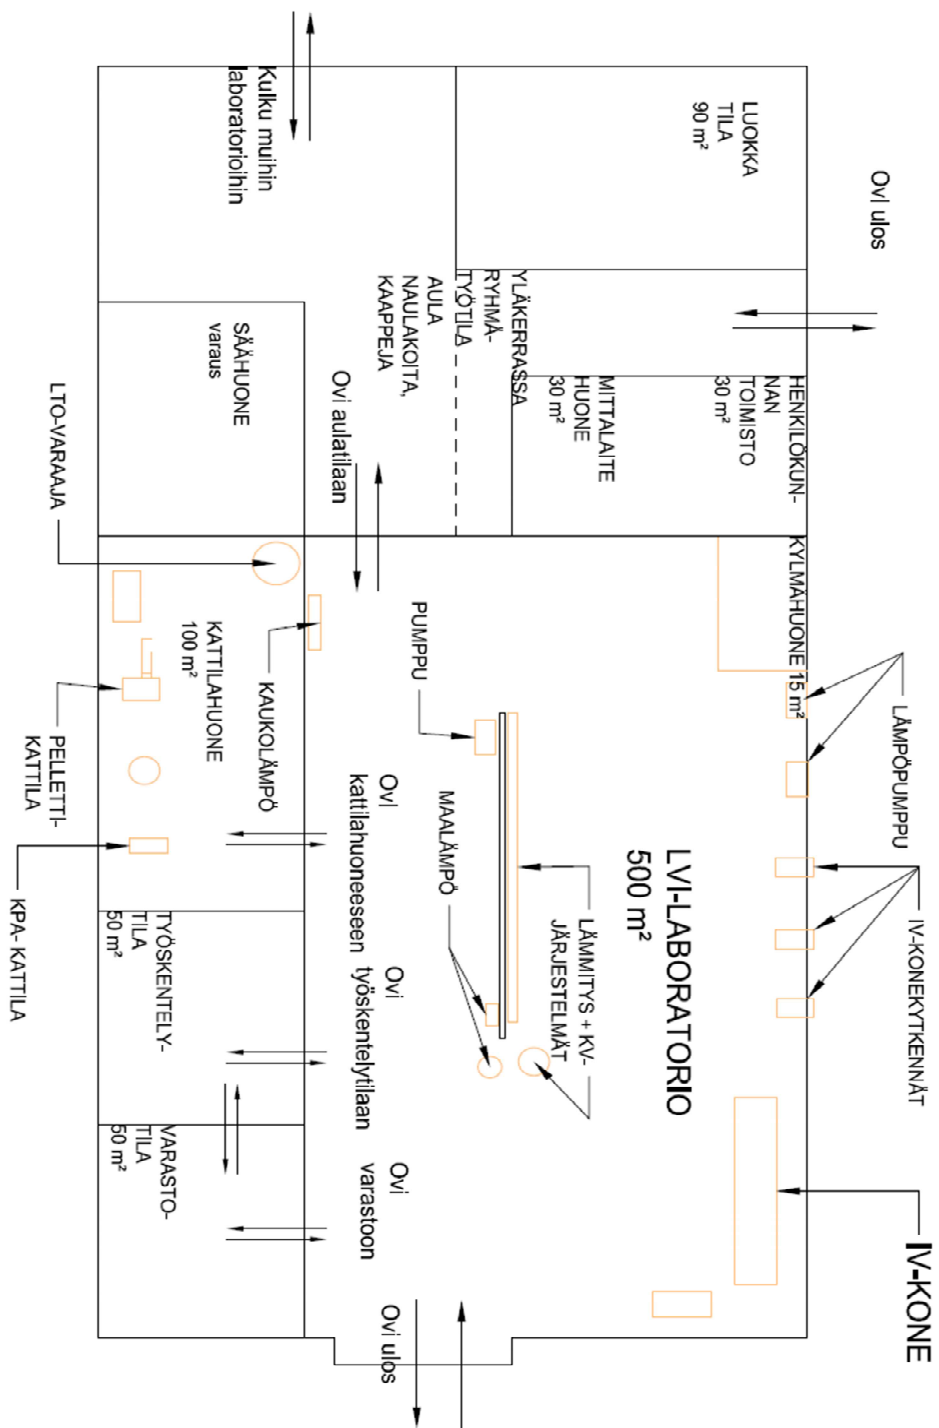 Ovi ulos
LUOKKA
TILA
90 m²
Kulku muihin
laboratorioihin
HENKILÖKUN-
NAN
TOIMISTO
30 m²
MITTALAITE
HUONE
30 m²
YLÄKERRASSA
RYHMÄ-
TYÖTILA
AULA
NAULAKOITA,
KAAPPEJA
SÄÄHUONE
varaus
Ovi aulatilaan
LTO-VARAAJA
KYLMÄHUONE 15 m²
LÄMPÖPUMPPU
IV-KONEKYTKENNÄT
IV-KONE
LVI-LABORATORIO
500 m²
LÄMMITYS + KV-
JÄRJESTELMÄT
PUMPPU
MAALÄMPÖ
KAUKOLÄMPÖ
KATTILAHUONE
100 m²
PELLETTI-
KATTILA
KPA- KATTILA
Ovi
kattilahuoneeseen
Ovi
työskentelytilaan
Ovi
varastoon
TYÖSKENTELY-
TILA
50 m²
VARASTO-
TILA
50 m²
Ovi ulos